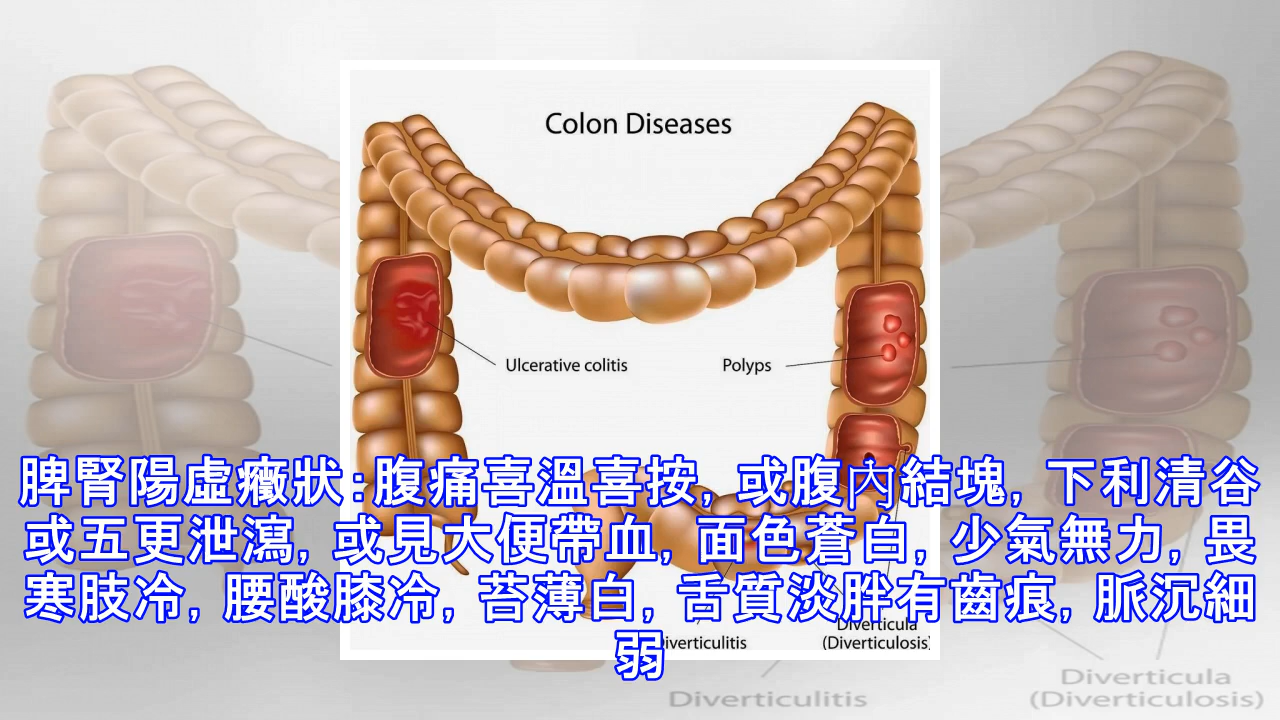 Colon Diseases
Ulcerative colitis
Polyps
脾腎陽虛癥狀:腹痛喜溫喜按, 或腹內結塊, 下利清谷
或五更泄瀉, 或見大便帶血, 面色蒼白, 少氣無力, 畏
寒肢冷, 腰酸膝冷, 苔薄白, 舌質淡胖有齒痕, 脈沉細
弱
Diverticulitis
Diverticula
(Diverticulosis)
Diverticulitis
Diverticula
(Diverticulosis)